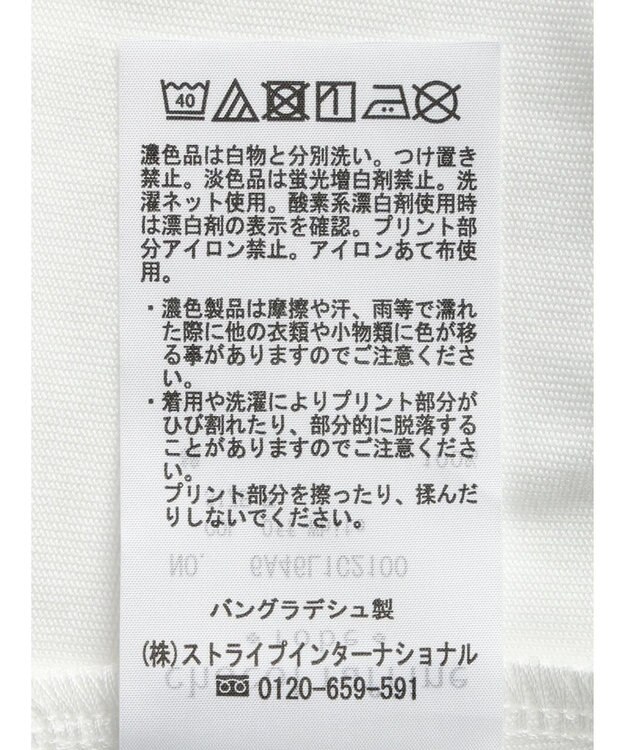 40
濃色品は白物と分別洗い。つけ置き
禁止。淡色品は蛍光増白剤禁止。洗
濯ネット使用。酸素系漂白剤使用時
は漂白剤の表示を確認。プリント部
分アイロン禁止。アイロンあて布使
用。
・濃色製品は摩擦や汗、雨等で濡れ
た際に他の衣類や小物類に色が移
る事がありますのでご注意くださ
い。
・着用や洗濯によりプリント部分が
ひび割れたり、部分的に脱落する
ことがありますのでご注意くださ
い。
プリント部分を擦ったり、揉んだ
りしないでください。
NO. 6A46L1C2100
バングラデシュ製
(株)ストライプインターナショナル
0120-659-591